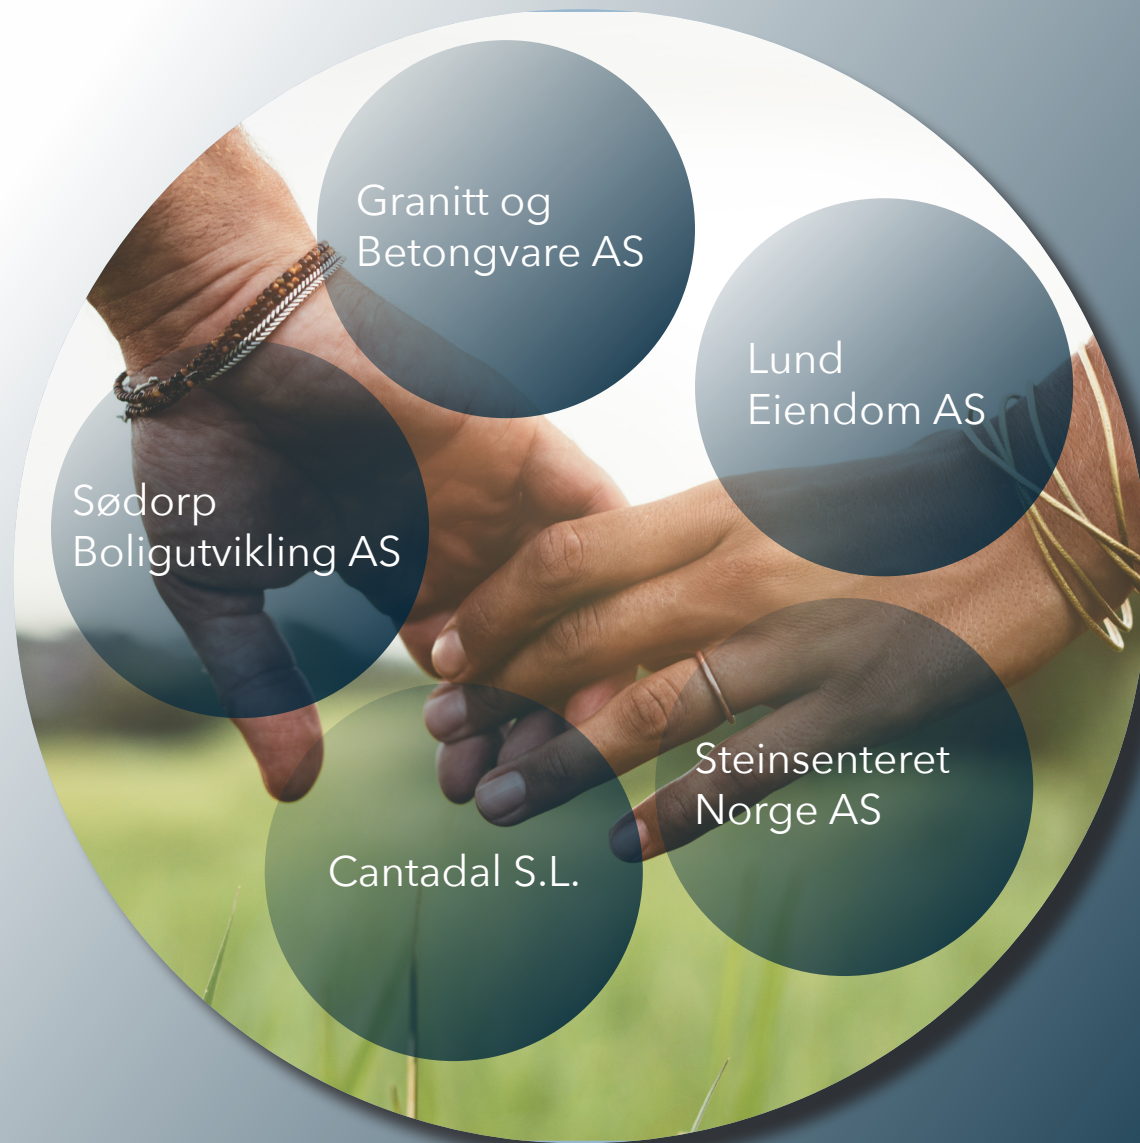 Granitt og
Betongvare AS
Lund
Eiendom AS
Sødorp
Boligutvikling AS
Steinsenteret
Norge AS
Cantadal S.L.